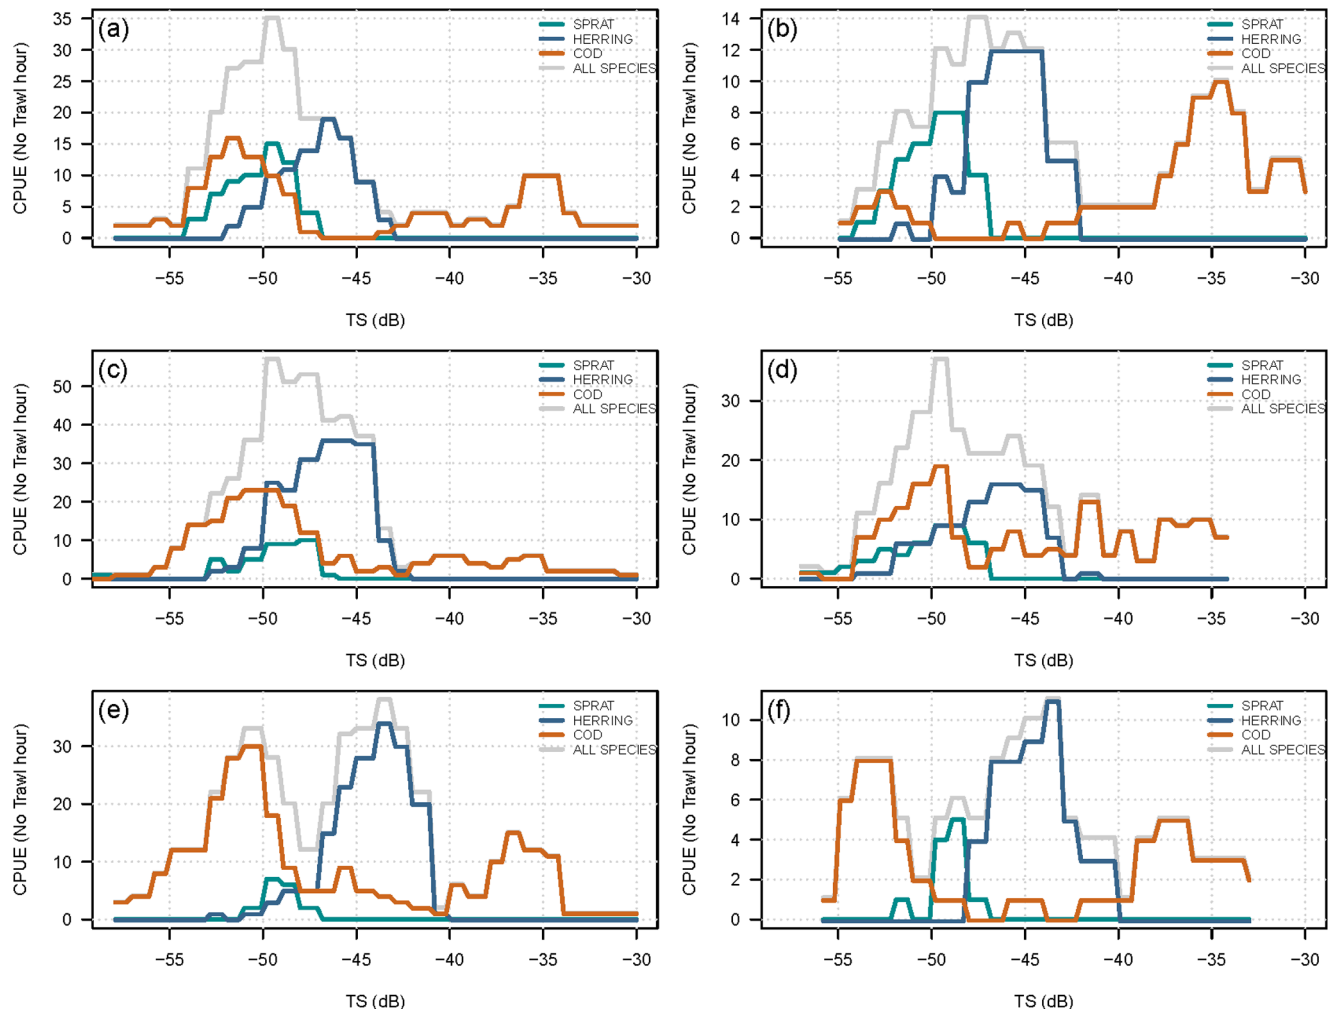 (a)
CPUE (No Trawl hour)
35
30
25
20
15
10
5
0
SPRAT
HERRING
COD
ALL SPECIES
−55 −50 −45 −40 −35 −30
TS (dB)
(b)
CPUE (No Trawl hour)
14
12
10
8
6
4
2
0
SPRAT
HERRING
COD
ALL SPECIES
−55 −50 −45 −40 −35 −30
TS (dB)
(c)
CPUE (No Trawl hour)
50
40
30
20
10
0
SPRAT
HERRING
COD
ALL SPECIES
−55 −50 −45 −40 −35 −30
TS (dB)
(d)
CPUE (No Trawl hour)
30
20
10
0
SPRAT
HERRING
COD
ALL SPECIES
−55 −50 −45 −40 −35 −30
TS (dB)
(e)
CPUE (No Trawl hour)
30
20
10
0
SPRAT
HERRING
COD
ALL SPECIES
−55 −50 −45 −40 −35 −30
TS (dB)
(f)
CPUE (No Trawl hour)
10
8
6
4
2
0
SPRAT
HERRING
COD
ALL SPECIES
−55 −50 −45 −40 −35 −30
TS (dB)